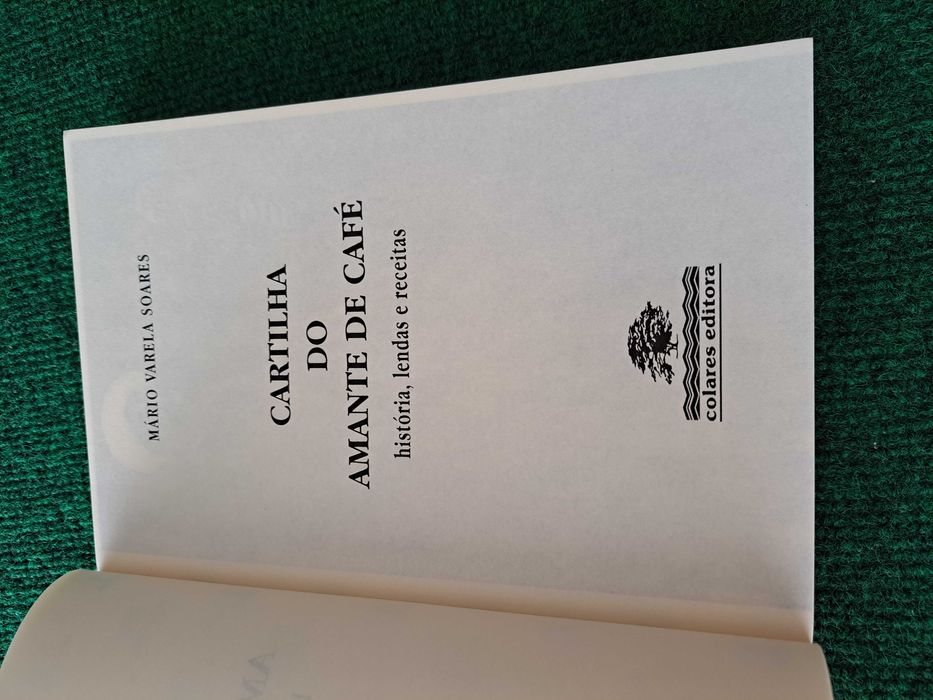 MÁRIO VARELA SOARES
CARTILHA
DO
AMANTE DE CAFÉ
história, lendas e receitas
colares editora